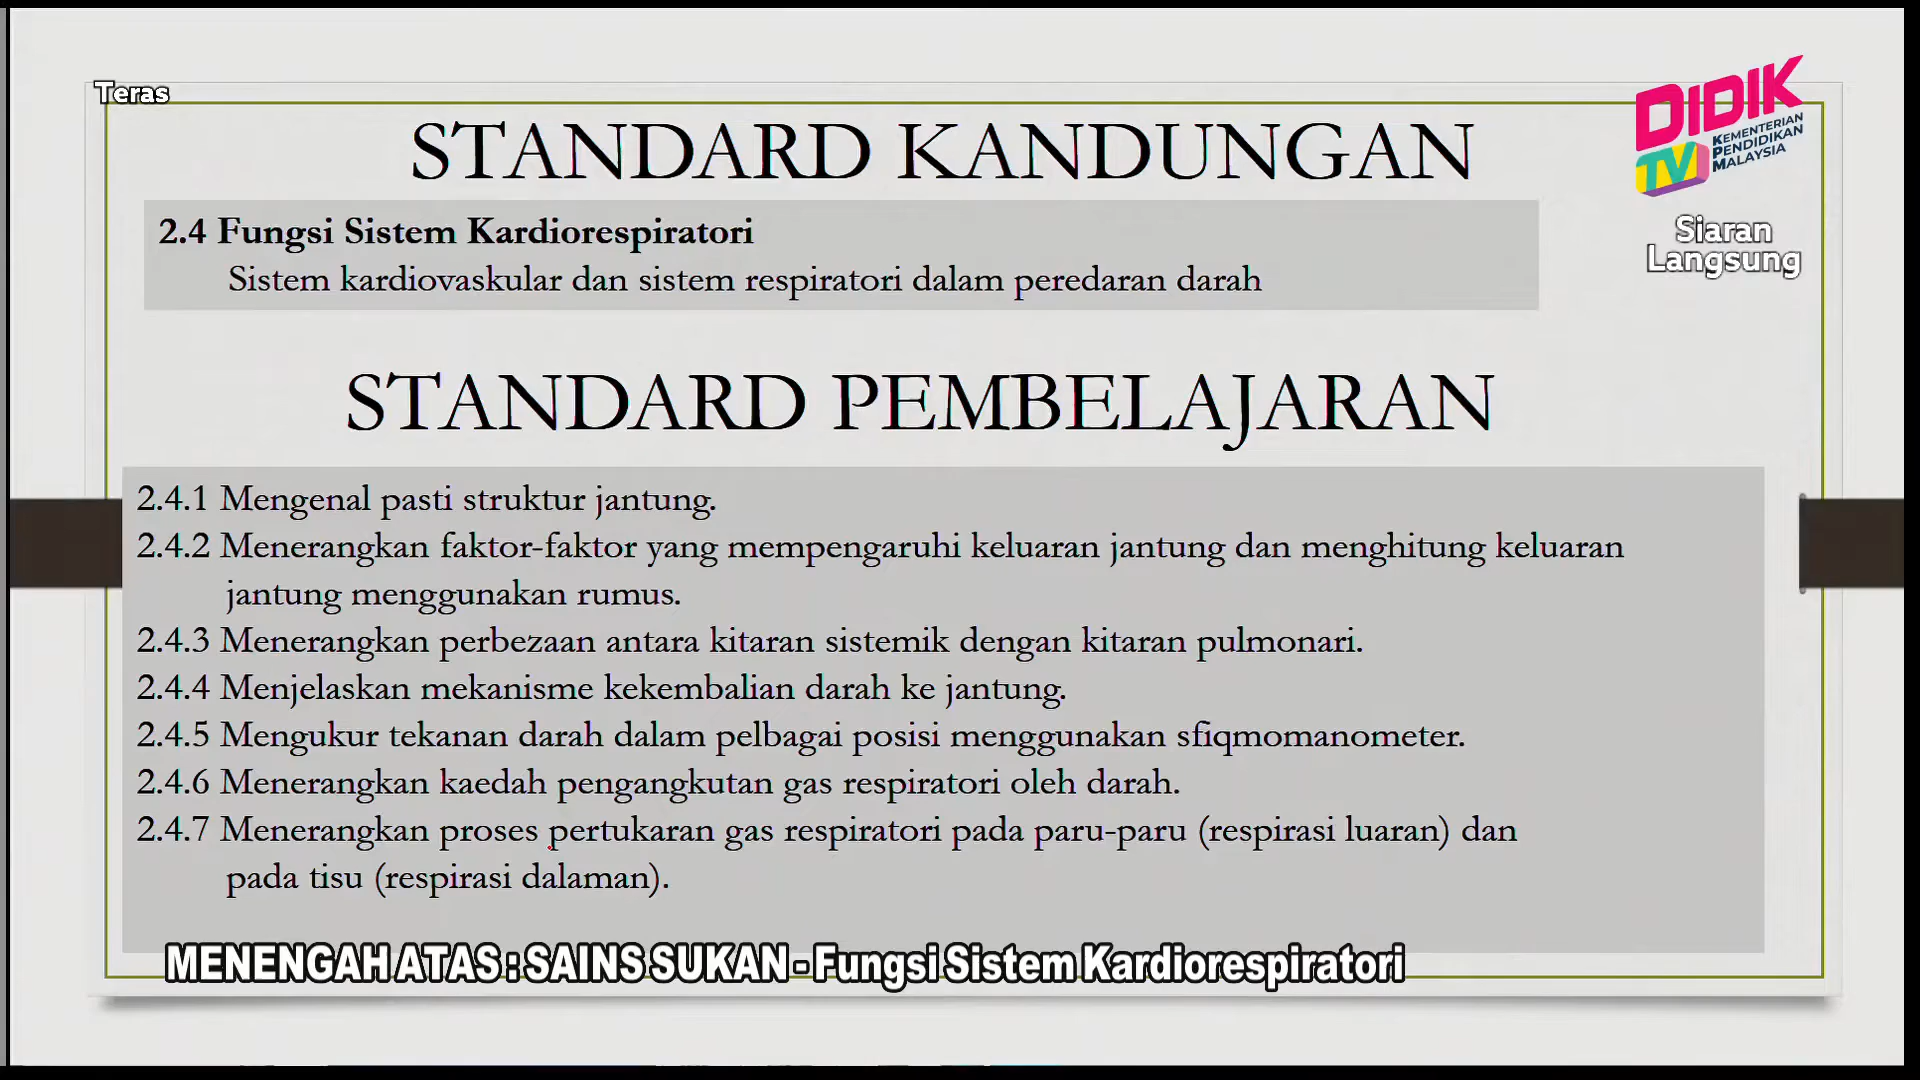 Teras
DIDIK
TV
KEMENTERIAN
PENDIDIKAN
MALAYSIA
Siaran
Langsung
STANDARD KANDUNGAN
2.4 Fungsi Sistem Kardiorespiratori
Sistem kardiovaskular dan sistem respiratori dalam peredaran darah
STANDARD PEMBELAJARAN
2.4.1 Mengenal pasti struktur jantung.
2.4.2 Menerangkan faktor-faktor yang mempengaruhi keluaran jantung dan menghitung keluaran
jantung menggunakan rumus.
2.4.3 Menerangkan perbezaan antara kitaran sistemik dengan kitaran pulmonari.
2.4.4 Menjelaskan mekanisme kekembalian darah ke jantung.
2.4.5 Mengukur tekanan darah dalam pelbagai posisi menggunakan sfiqmomanometer.
2.4.6 Menerangkan kaedah pengangkutan gas respiratori oleh darah.
2.4.7 Menerangkan proses pertukaran gas respiratori pada paru-paru (respirasi luaran) dan
pada tisu (respirasi dalaman).
MENENGAH ATAS : SAINS SUKAN - Fungsi Sistem Kardiorespiratori